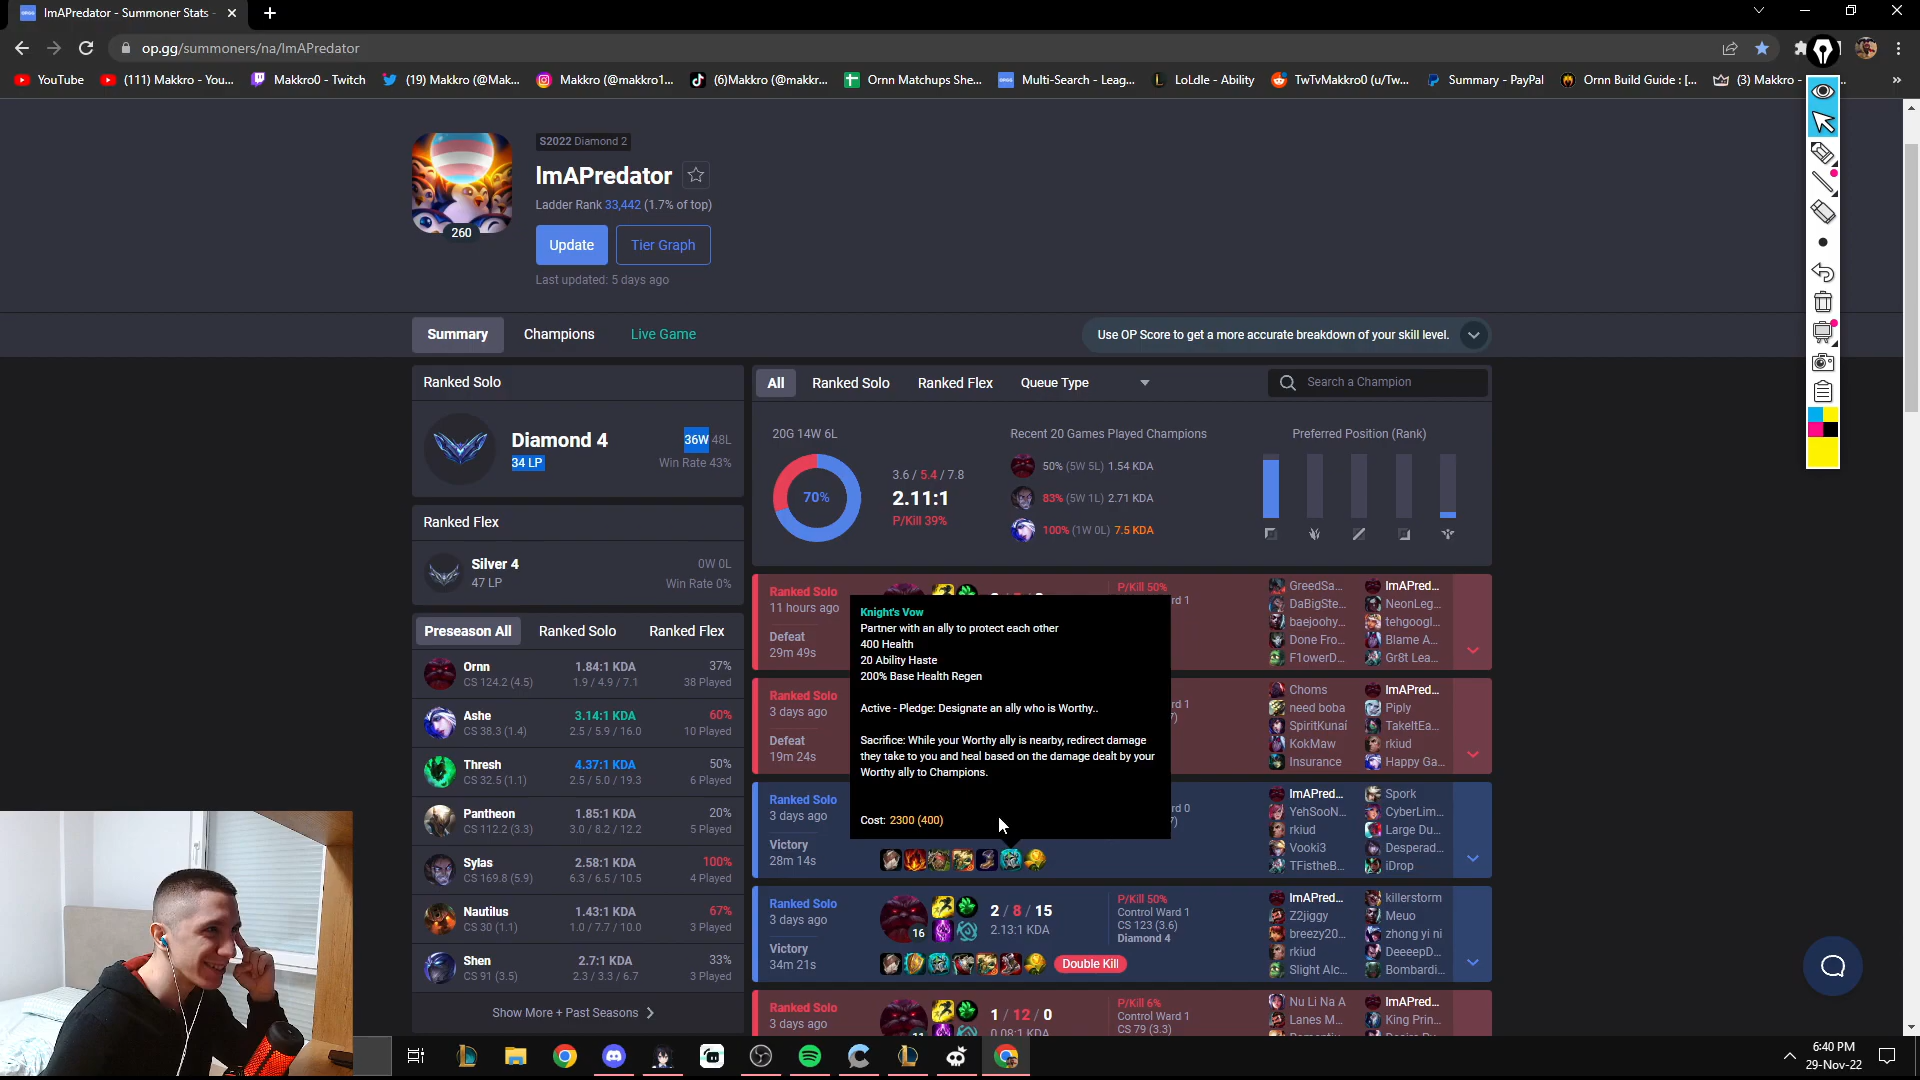 ImAPredator - Summoner Stats -
op.gg/summoners/na/ImAPredator
YouTube
(111) Makkro - You...
Makkro0 - Twitch
(19) Makkro (@Mak...
Makkro (@makkro1...
(6)Makkro (@makkr...
Ornn Matchups She...
Multi-Search - Leag...
LoLdle - Ability
TwTvMakkro0 (u/Tw...
Summary - PayPal
Ornn Build Guide : [...
(3) Makkro -
»
S2022 Diamond 2
lmAPredator
260
Ladder Rank 33,442 (1.7% of top)
Update
Tier Graph
Last updated: 5 days ago
Summary
Champions
Live Game
Use OP Score to get a more accurate breakdown of your skill level.
Ranked Solo
Diamond 4
36W 48L
34 LP
Win Rate 43%
Ranked Flex
Silver 4
0W 0L
47 LP
Win Rate 0%
Preseason All
Ranked Solo
Ranked Flex
Ornn 1.84:1 KDA 37%
CS 124.2 (4.5) 1.9 / 4.9 / 7.1 38 Played
Ashe 3.14:1 KDA 60%
CS 38.3 (1.4) 2.5 / 5.9 / 16.0 10 Played
Thresh 4.37:1 KDA 50%
CS 32.5 (1.1) 2.5 / 5.0 / 19.3 6 Played
Pantheon 1.85:1 KDA 20%
CS 112.2 (3.3) 3.0 / 8.2 / 12.2 5 Played
Sylas 2.58:1 KDA 100%
CS 169.8 (5.9) 6.3 / 6.5 / 10.5 4 Played
Nautilus 1.43:1 KDA 67%
CS 30 (1.1) 1.0 / 7.7 / 10.0 3 Played
Shen 2.7:1 KDA 33%
CS 91 (3.5) 2.3 / 3.3 / 6.7 3 Played
Show More + Past Seasons
All
Ranked Solo
Ranked Flex
Queue Type
Search a Champion
20G 14W 6L
70%
3.6 / 5.4 / 7.8
2.11:1
P/Kill 39%
Recent 20 Games Played Champions
50% (5W 5L) 1.54 KDA
83% (5W 1L) 2.71 KDA
100% (1W 0L) 7.5 KDA
Preferred Position (Rank)
Ranked Solo
11 hours ago
Defeat
29m 49s
P/Kill 50%
GreedSa... lmAPred...
DaBigSte... NeonLeg...
baejoohy... tehgoogl...
Done Fro... Blame A...
F1owerD... Gr8t Lea...
Knight's Vow
Partner with an ally to protect each other
400 Health
20 Ability Haste
200% Base Health Regen
Active - Pledge: Designate an ally who is Worthy..
Sacrifice: While your Worthy ally is nearby, redirect damage
they take to you and heal based on the damage dealt by your
Worthy ally to Champions.
Cost: 2300 (400)
Ranked Solo
3 days ago
Defeat
19m 24s
Choms lmAPred...
need boba Piply
SpiritKunai TakeItEa...
KokMaw rkiud
Insurance Happy Ga...
Ranked Solo
3 days ago
Victory
28m 14s
lmAPred... Spork
YehSooN... CyberLim...
rkiud Large Du...
Vooki3 Desperad...
TFistheB... iDrop
Ranked Solo
3 days ago
Victory
34m 21s
16
2 / 8 / 15
2.13:1 KDA
P/Kill 50%
Control Ward 1
CS 123 (3.6)
Diamond 4
Double Kill
lmAPred... killerstorm
Z2jiggy Meuo
breezy20... zhong yi ni
rkiud DeeeepD...
Slight Alc... Bombardi...
Ranked Solo
3 days ago
1 / 12 / 0
0.08:1 KDA
P/Kill 6%
Control Ward 1
CS 79 (3.3)
Nu Li Na A lmAPred...
Lanes M... King Prin...
6:40 PM
29-Nov-22